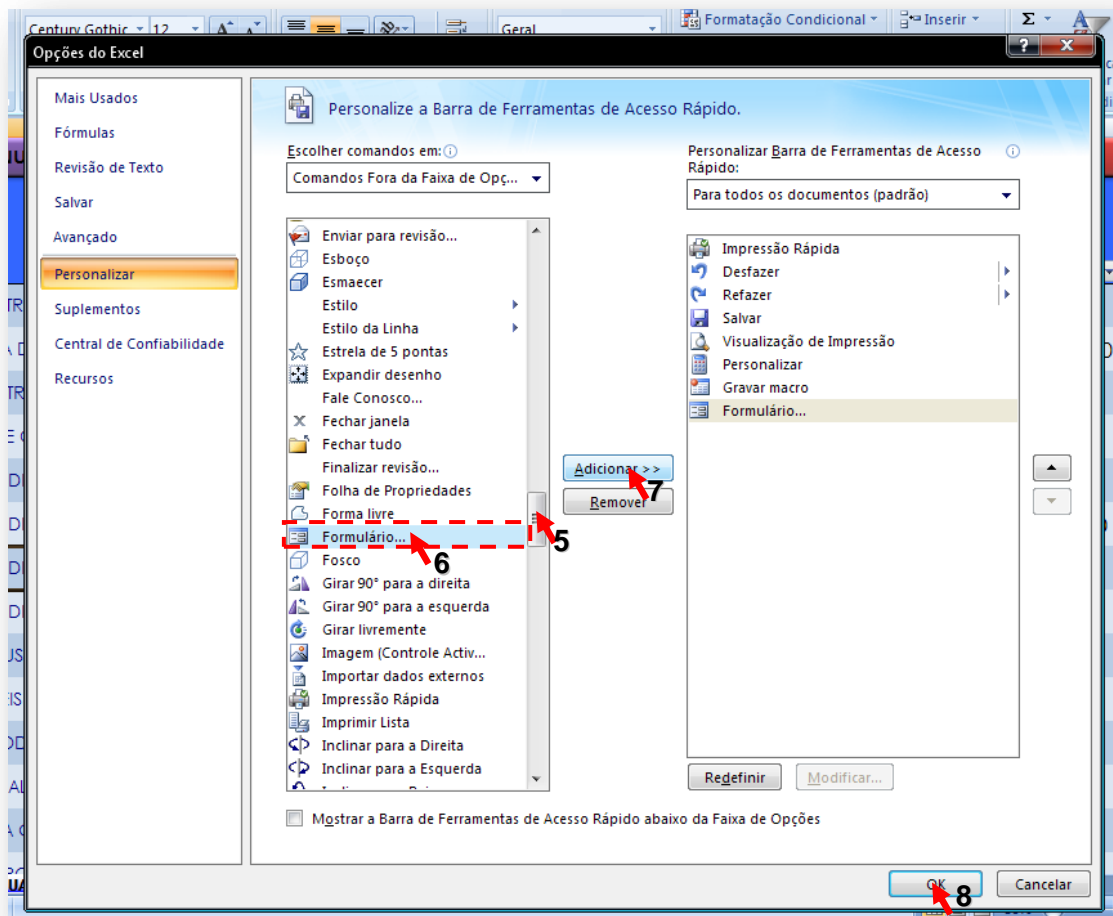 Century Gothic
12
Geral
Formatação Condicional
Inserir
Σ
Opções do Excel
Mais Usados
Fórmulas
Revisão de Texto
Salvar
Avançado
Personalizar
Suplementos
Central de Confiabilidade
Recursos
Personalize a Barra de Ferramentas de Acesso Rápido.
Escolher comandos em:
Comandos Fora da Faixa de Opç...
Enviar para revisão...
Esboço
Esmaecer
Estilo
Estilo da Linha
Estrela de 5 pontas
Expandir desenho
Fale Conosco...
Fechar janela
Fechar tudo
Finalizar revisão...
Folha de Propriedades
Forma livre
Formulário...
Fosco
Girar 90° para a direita
Girar 90° para a esquerda
Girar livremente
Imagem (Controle Activ...
Importar dados externos
Impressão Rápida
Imprimir Lista
Inclinar para a Direita
Inclinar para a Esquerda
5
6
Adicionar >>
7
Remover
Personalizar Barra de Ferramentas de Acesso
Rápido:
Para todos os documentos (padrão)
Impressão Rápida
Desfazer
Refazer
Salvar
Visualização de Impressão
Personalizar
Gravar macro
Formulário...
Redefinir
Modificar...
Mostrar a Barra de Ferramentas de Acesso Rápido abaixo da Faixa de Opções
OK
8
Cancelar